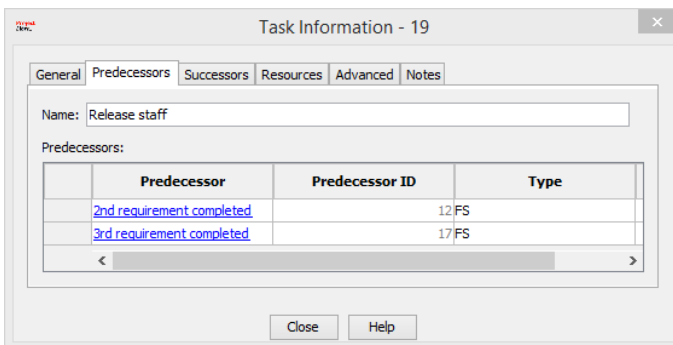 Task Information - 19
General Predecessors Successors Resources Advanced Notes
Name: Release staff
Predecessors:
Predecessor Predecessor ID Type
2nd requirement completed 12 FS
3rd requirement completed 17 FS
Close Help